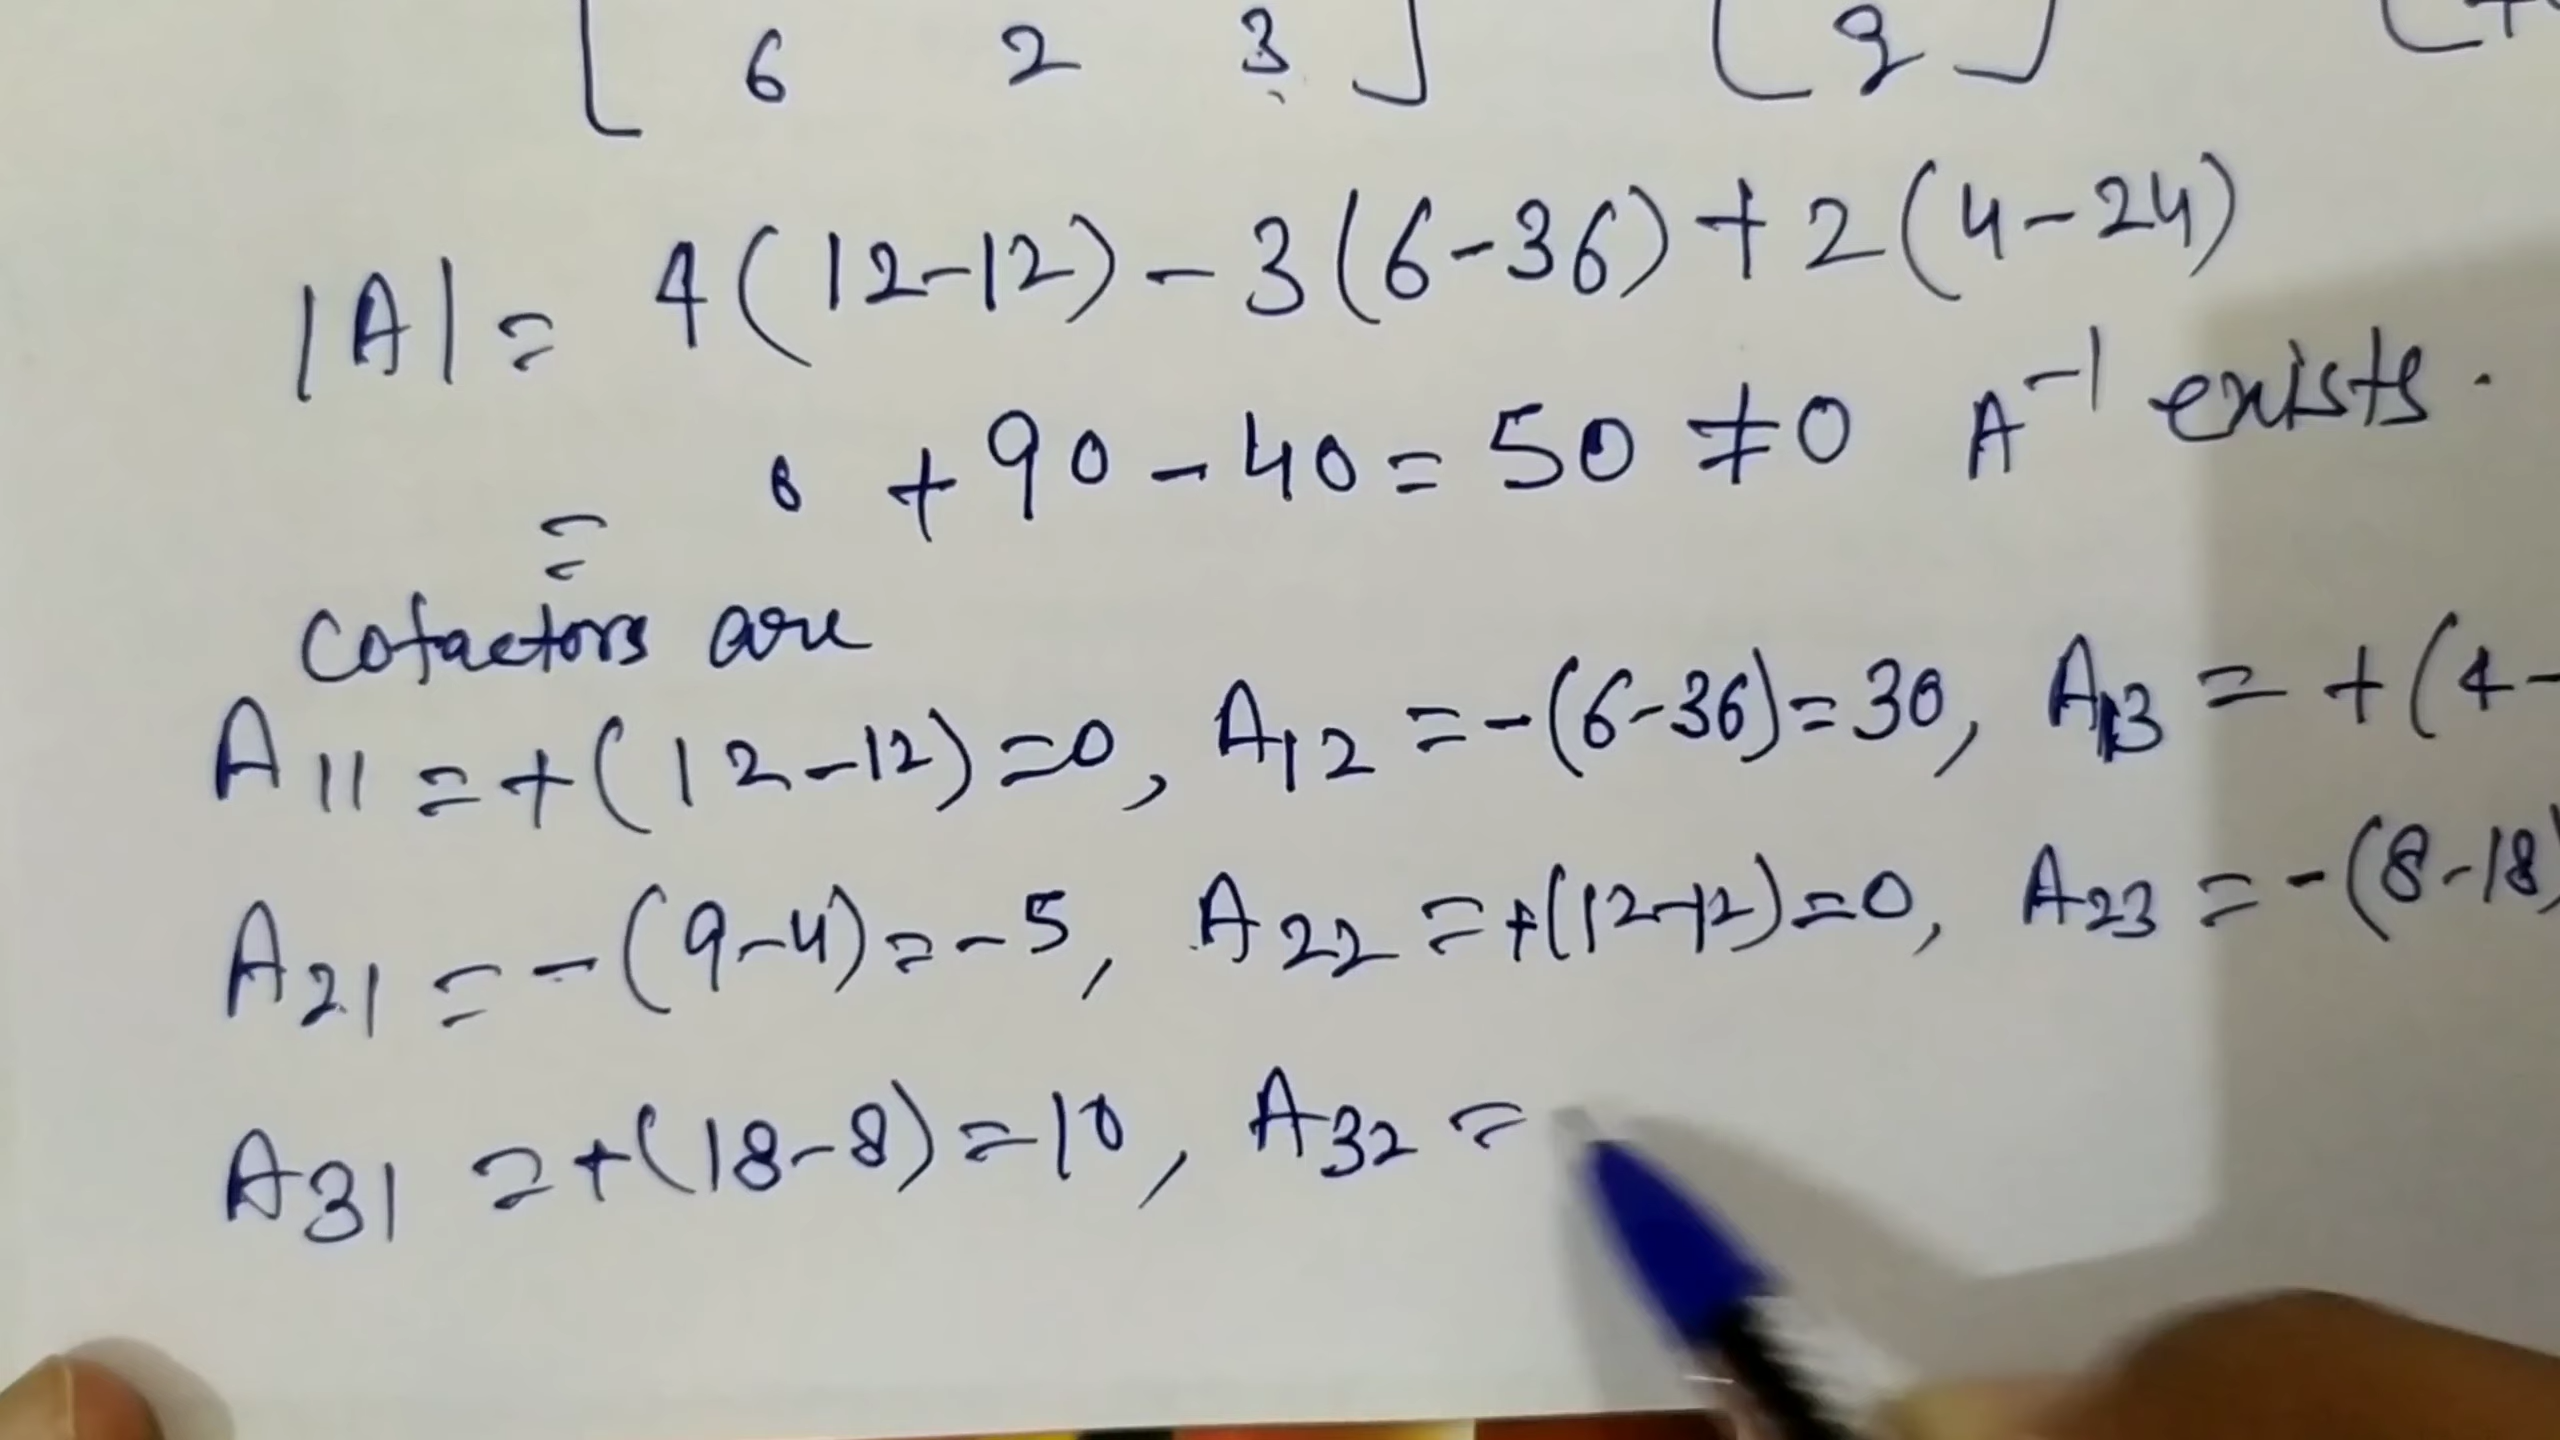 [ 6 2 3 ] [ z ]
|A| = 4(12-12) - 3(6-36) + 2(4-24)
= 0 + 90 - 40 = 50 ≠ 0 A⁻¹ exists.
Cofactors are
A11 = +(12-12) = 0, A12 = -(6-36) = 30, A13 = +(4-
A21 = -(9-4) = -5, A22 = +(12-12) = 0, A23 = -(8-18)
A31 = +(18-8) = 10, A32 =